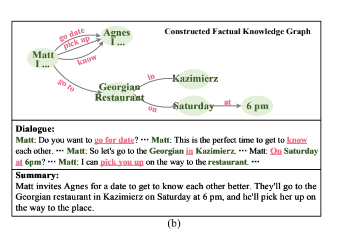 Constructed Factual Knowledge Graph
go date
pick up
know
Agnes
I ...
Matt
I ...
go to
Georgian
Restaurant
in
Kazimierz
on
Saturday
at
6 pm
Dialogue:
Matt: Do you want to go for date? ··· Matt: This is the perfect time to get to know
each other. ··· Matt: So let's go to the Georgian in Kazimierz. ··· Matt: On Saturday
at 6pm? ··· Matt: I can pick you up on the way to the restaurant. ···
Summary:
Matt invites Agnes for a date to get to know each other better. They'll go to the
Georgian restaurant in Kazimierz on Saturday at 6 pm, and he'll pick her up on
the way to the place.
(b)